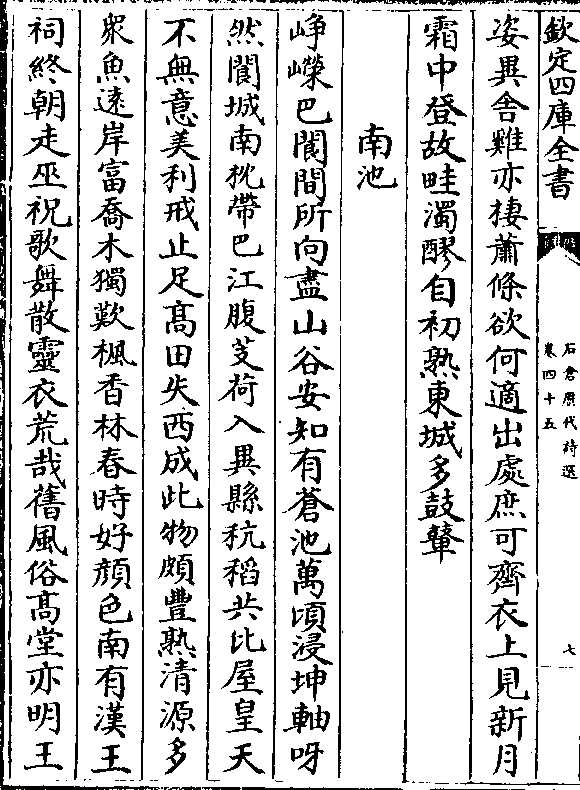 欽定四庫全書
石倉歷代詩選
卷四十五
七
姿異舍雞亦棲蕭條欲何適出處庶可齊衣上見新月
霜中登故畦濁醪自初熟東城多鼓鼙
南池
崢嶸巴閬間所向盡山谷安知有蒼池萬頃浸坤軸呀
然閬城南枕帶巴江腹芰荷入異縣秔稻共比屋皇天
不無意美利戒止足髙田失西成此物頗豐熟清源多
衆魚逺岸富喬木獨歎楓香林春時好顔色南有漢王
祠終朝走巫祝歌舞散靈衣荒哉舊風俗髙堂亦明王